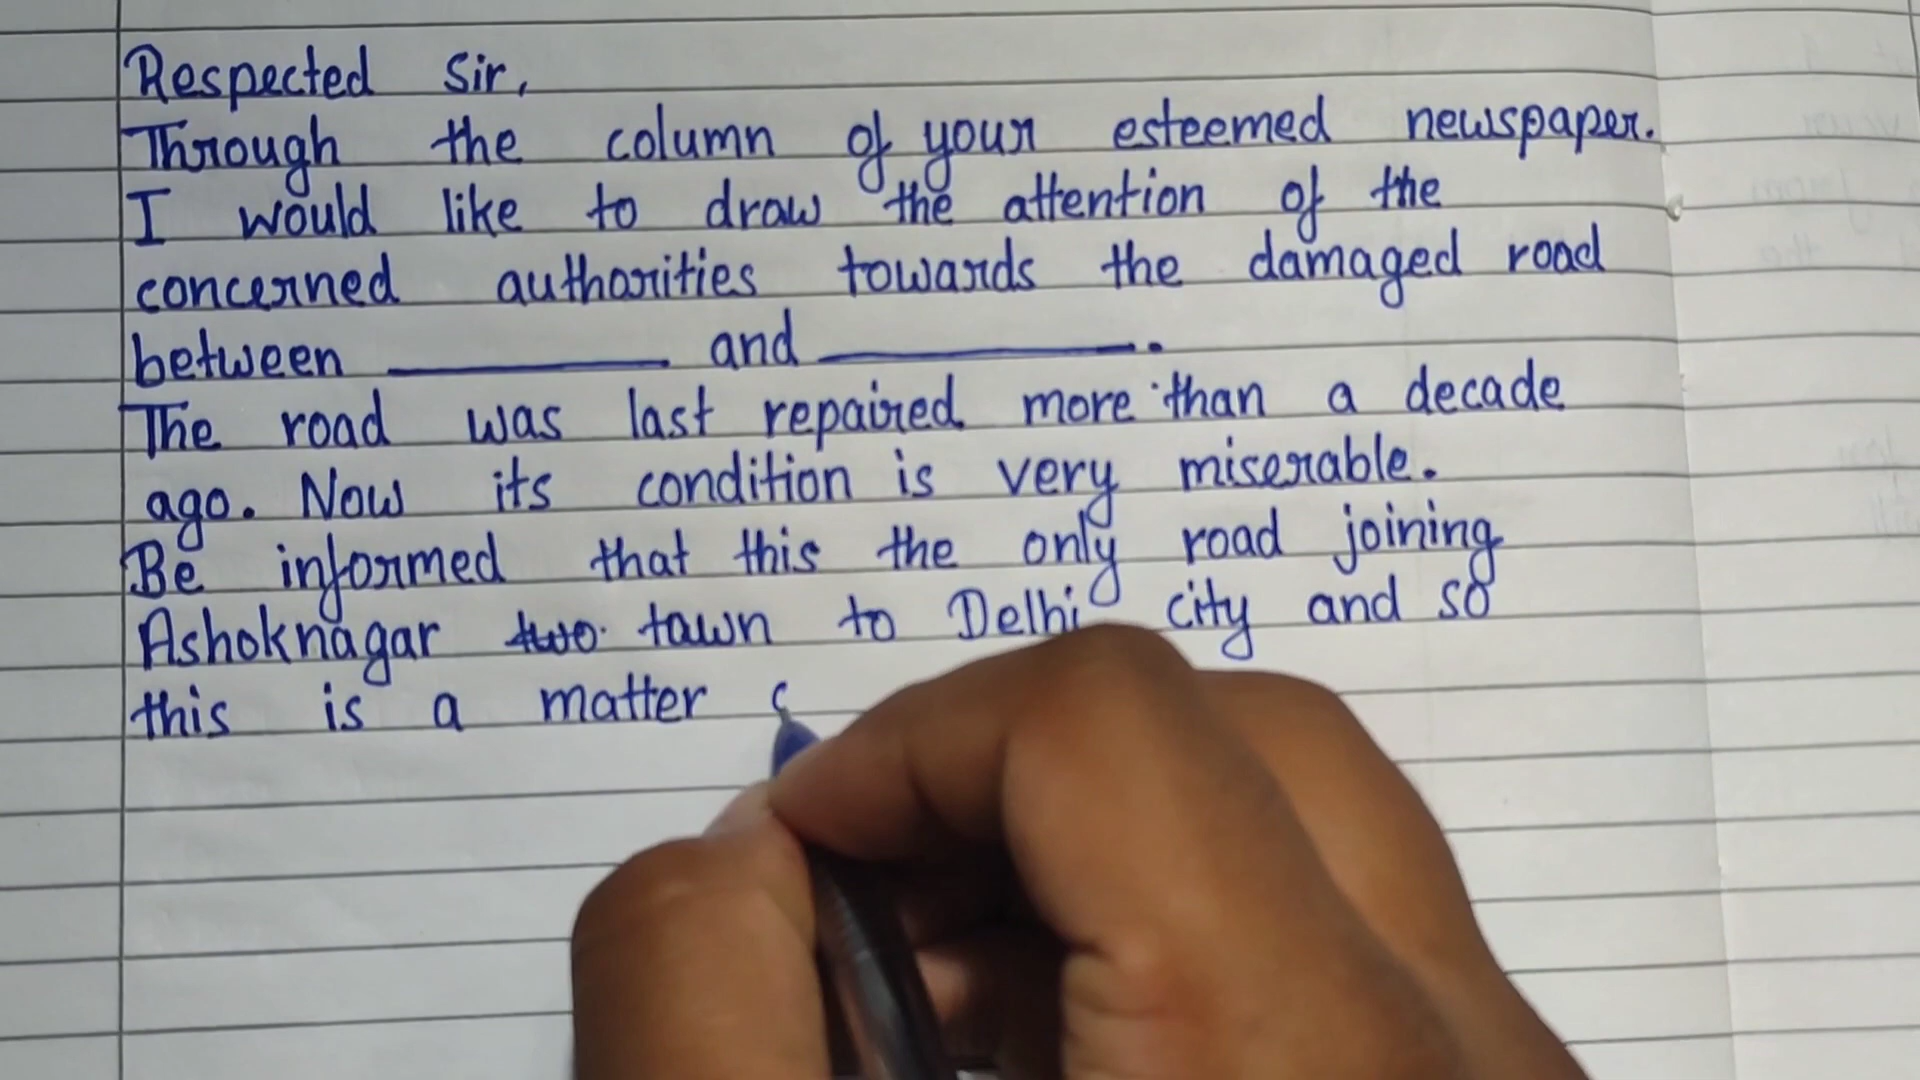 Respected Sir,
Through the column of your esteemed newspaper.
I would like to draw the attention of the
concerned authorities towards the damaged road
between ________ and ________.
The road was last repaired more than a decade
ago. Now its condition is very miserable.
Be informed that this the only road joining
Ashoknagar two town to Delhi city and so
this is a matter